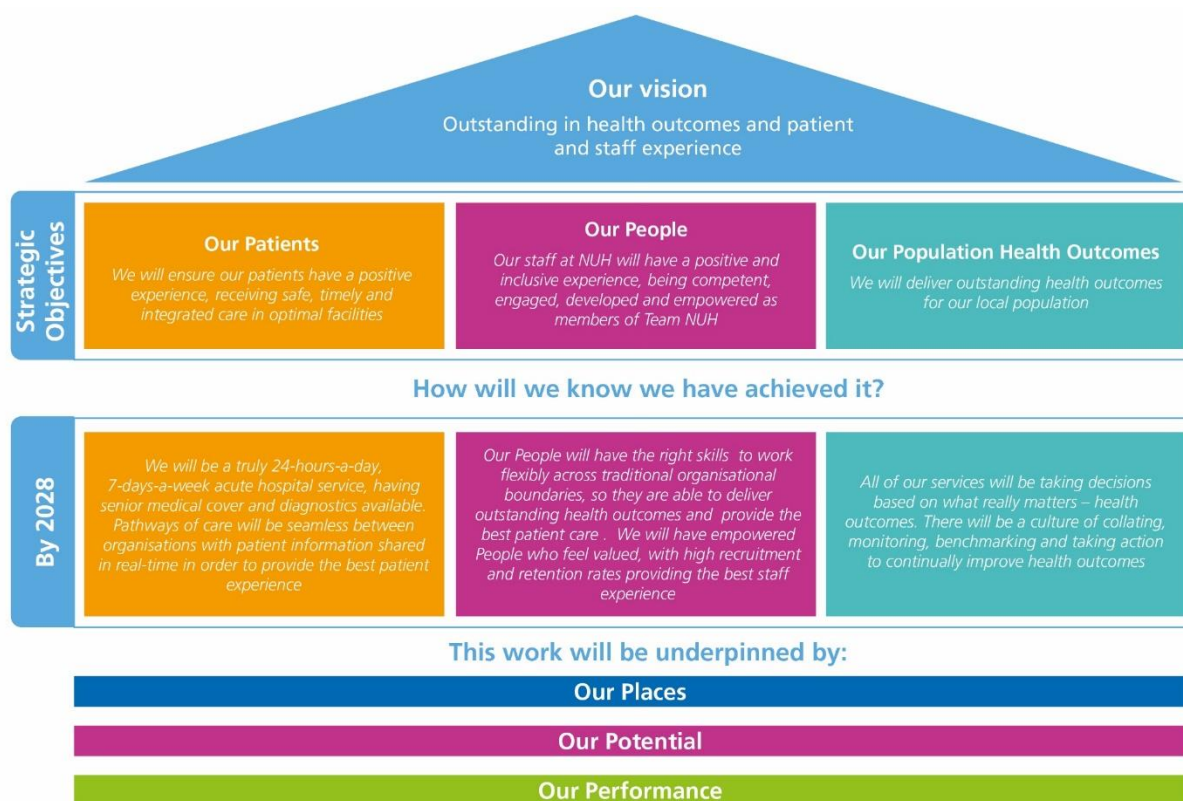 Our vision
Outstanding in health outcomes and patient
and staff experience
Strategic
Objectives
Our Patients
We will ensure our patients have a positive
experience, receiving safe, timely and
integrated care in optimal facilities
Our People
Our staff at NUH will have a positive and
inclusive experience, being competent,
engaged, developed and empowered as
members of Team NUH
Our Population Health Outcomes
We will deliver outstanding health outcomes
for our local population
How will we know we have achieved it?
By 2028
We will be a truly 24-hours-a-day,
7-days-a-week acute hospital service, having
senior medical cover and diagnostics available.
Pathways of care will be seamless between
organisations with patient information shared
in real-time in order to provide the best patient
experience
Our People will have the right skills to work
flexibly across traditional organisational
boundaries, so they are able to deliver
outstanding health outcomes and provide the
best patient care . We will have empowered
People who feel valued, with high recruitment
and retention rates providing the best staff
experience
All of our services will be taking decisions
based on what really matters – health
outcomes. There will be a culture of collating,
monitoring, benchmarking and taking action
to continually improve health outcomes
This work will be underpinned by:
Our Places
Our Potential
Our Performance